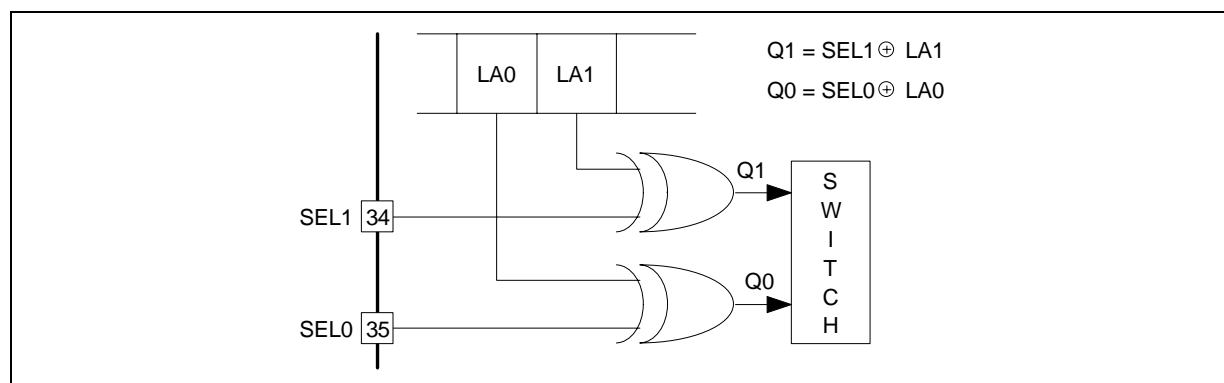 LA0 LA1
Q1 = SEL1 ⊕ LA1
Q0 = SEL0 ⊕ LA0
Q1
SEL1 34
Q0
SEL0 35
S
W
I
T
C
H